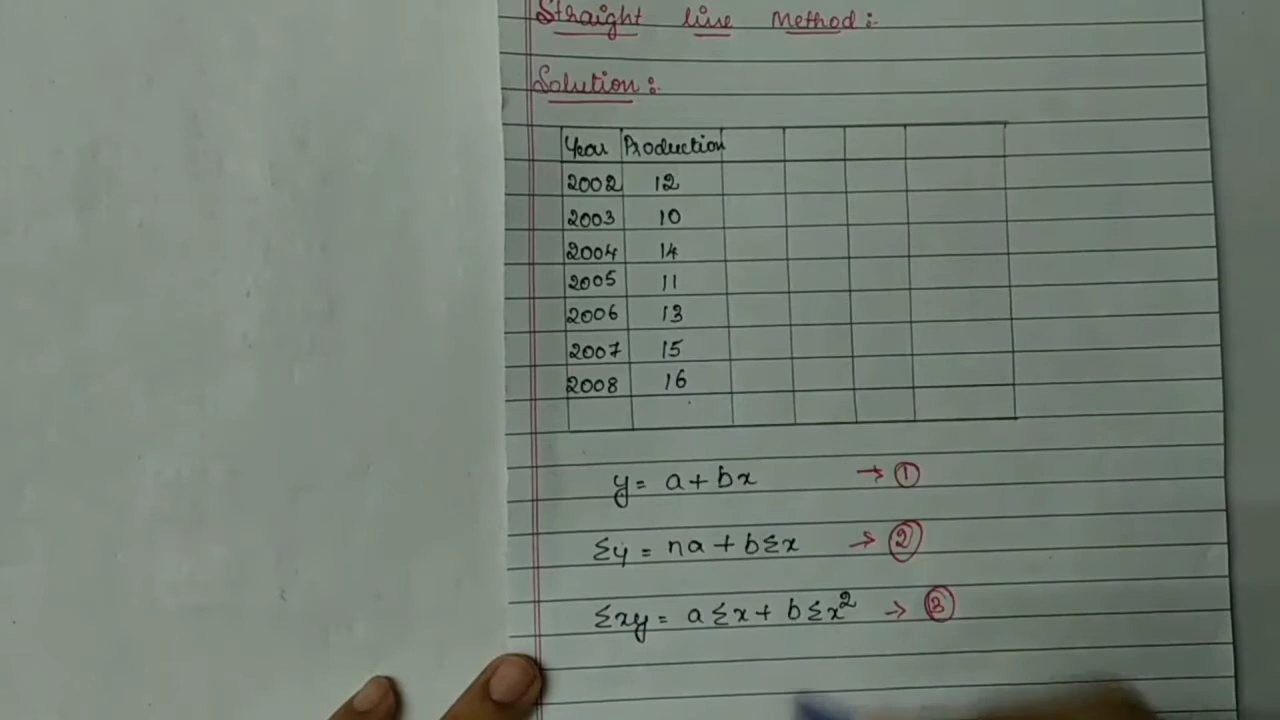 Straight line Method:
Solution:
Year Production
2002 12
2003 10
2004 14
2005 11
2006 13
2007 15
2008 16
y = a + bx → ①
Σy = na + bΣx → ②
Σxy = aΣx + bΣx² → ③